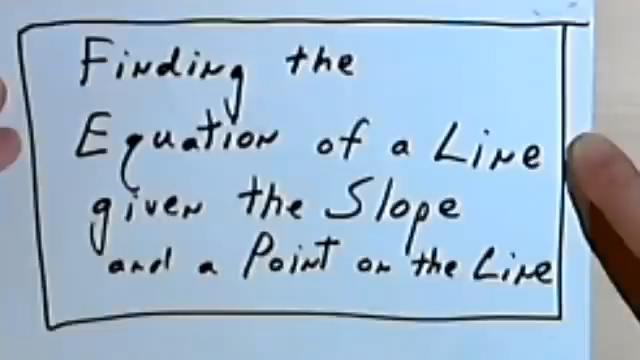 Finding the
Equation of a Line
given the Slope
and a Point on the Line